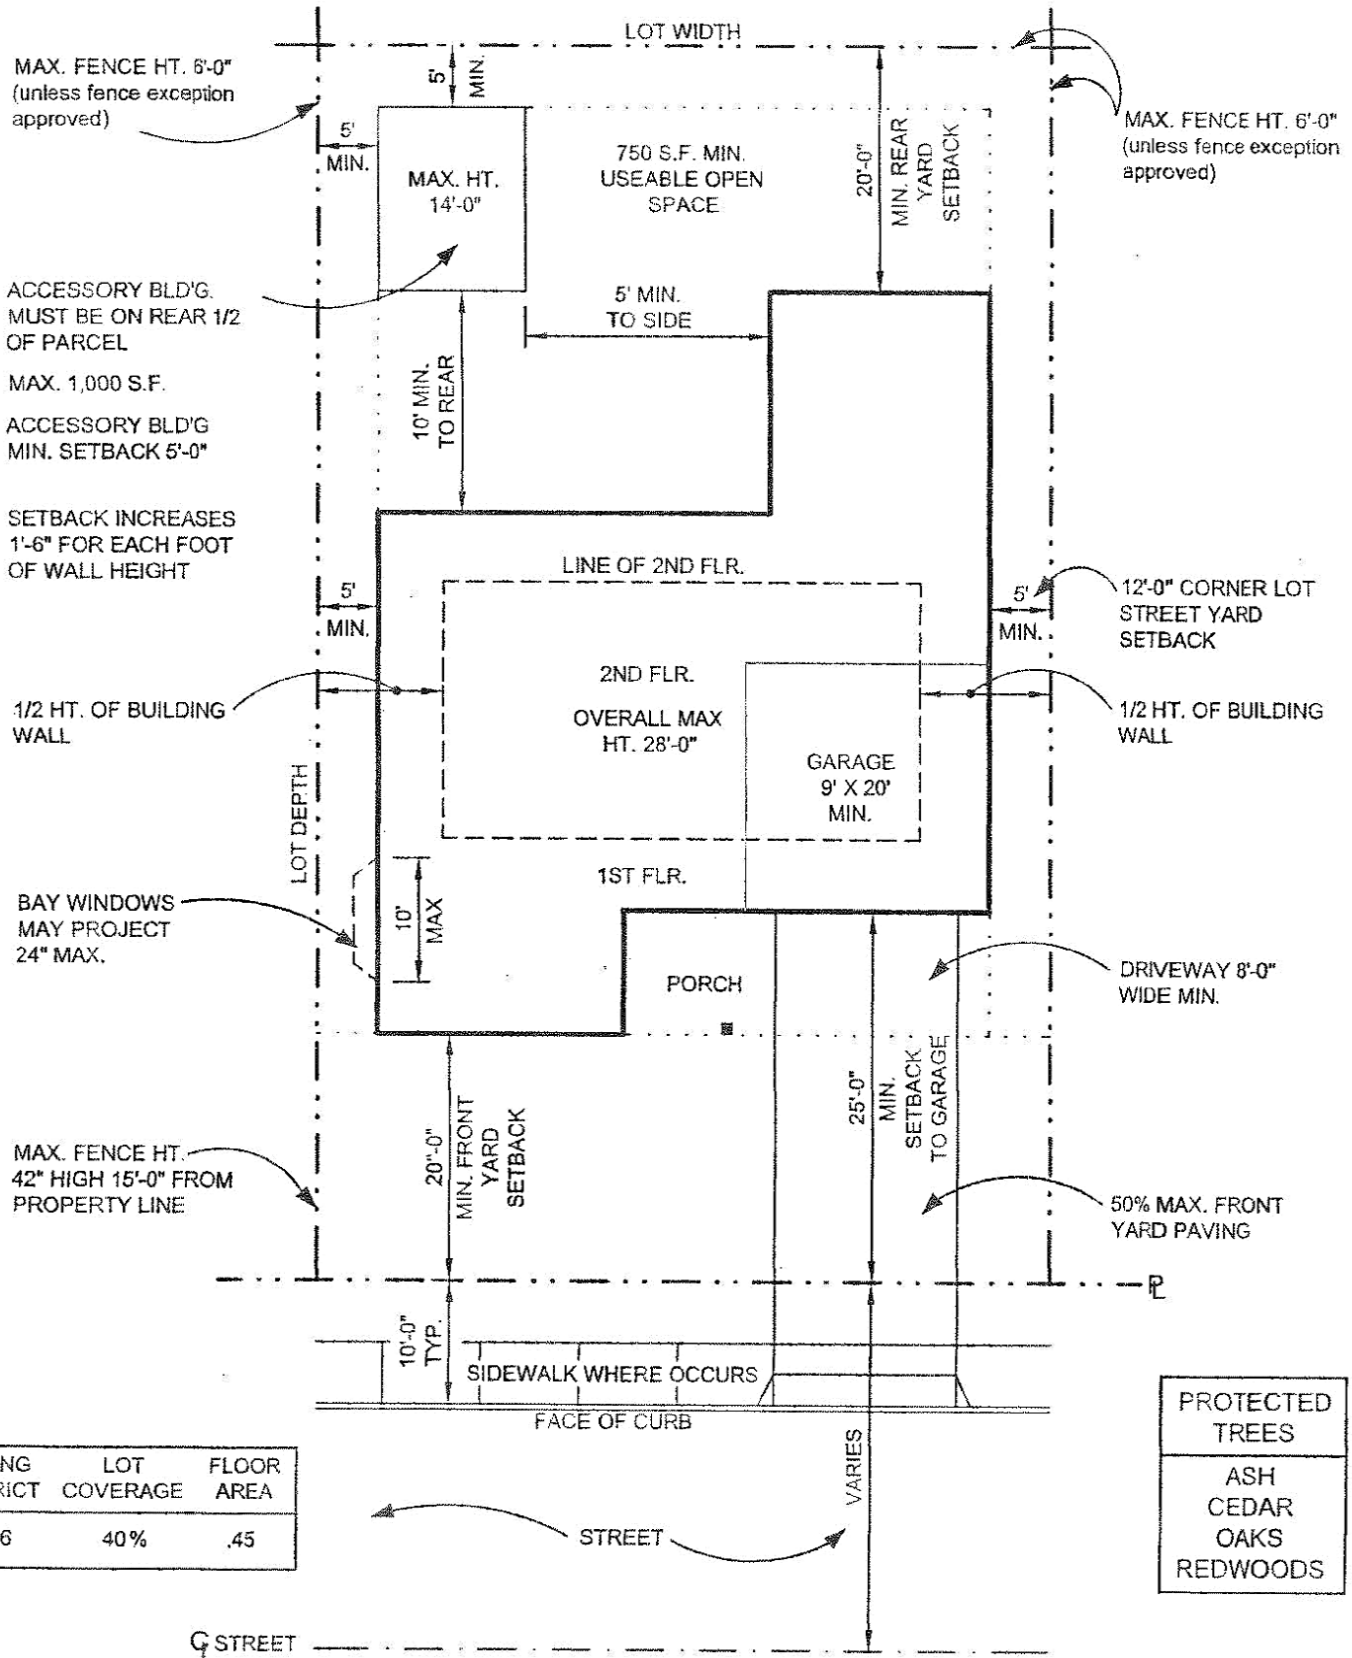 LOT WIDTH
MAX. FENCE HT. 6'-0"
(unless fence exception
approved)
5'
MIN.
MAX. FENCE HT. 6'-0"
(unless fence exception
approved)
5'
MIN.
MAX. HT.
14'-0"
750 S.F. MIN.
USEABLE OPEN
SPACE
20'-0"
MIN. REAR
YARD
SETBACK
ACCESSORY BLD'G.
MUST BE ON REAR 1/2
OF PARCEL
MAX. 1,000 S.F.
ACCESSORY BLD'G
MIN. SETBACK 5'-0"
SETBACK INCREASES
1'-6" FOR EACH FOOT
OF WALL HEIGHT
5' MIN.
TO SIDE
10' MIN.
TO REAR
LINE OF 2ND FLR.
5'
MIN.
5'
MIN.
12'-0" CORNER LOT
STREET YARD
SETBACK
1/2 HT. OF BUILDING
WALL
2ND FLR.
OVERALL MAX
HT. 28'-0"
1/2 HT. OF BUILDING
WALL
GARAGE
9' X 20'
MIN.
LOT DEPTH
1ST FLR.
BAY WINDOWS
MAY PROJECT
24" MAX.
10'
MAX
PORCH
DRIVEWAY 8'-0"
WIDE MIN.
20"-0"
MIN. FRONT
YARD
SETBACK
25'-0"
MIN.
SETBACK
TO GARAGE
MAX. FENCE HT.
42" HIGH 15'-0" FROM
PROPERTY LINE
50% MAX. FRONT
YARD PAVING
PL
10'-0"
TYP.
SIDEWALK WHERE OCCURS
FACE OF CURB
VARIES
STREET
NG LOT FLOOR
RICT COVERAGE AREA
6 40% .45
PROTECTED
TREES
ASH
CEDAR
OAKS
REDWOODS
CL STREET